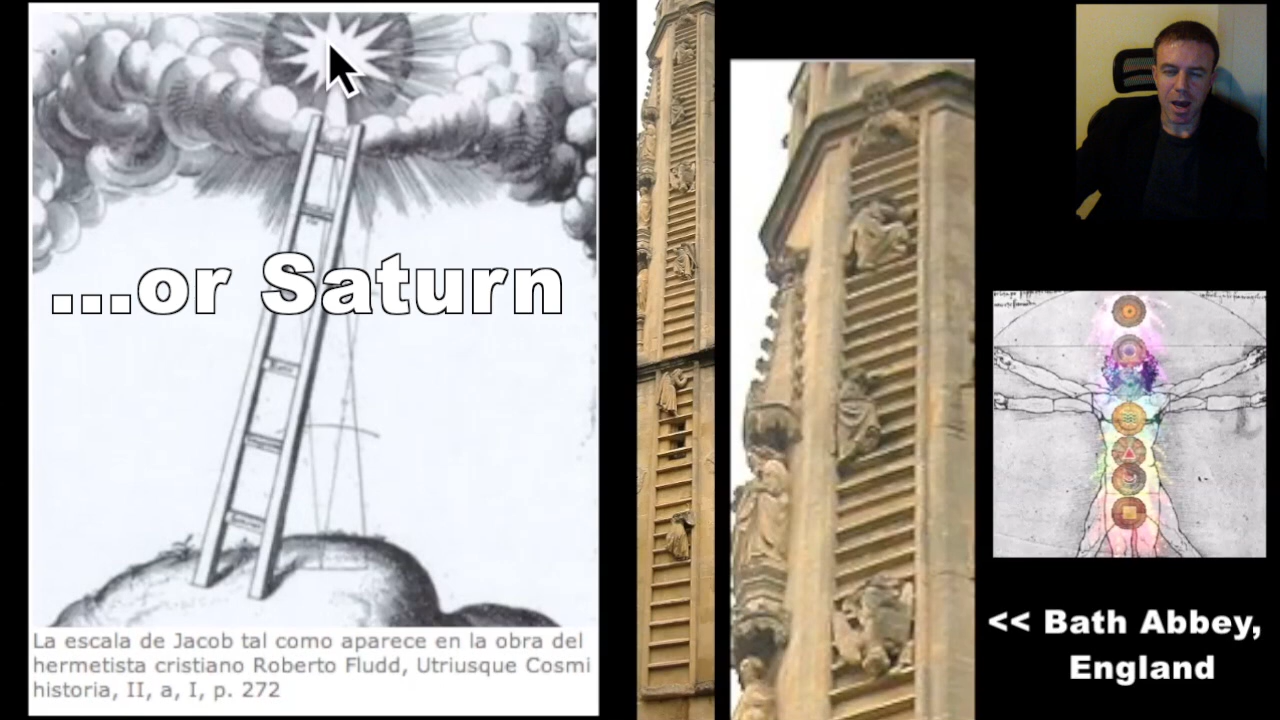 ...or Saturn
La escala de Jacob tal como aparece en la obra del
hermetista cristiano Roberto Fludd, Utriusque Cosmi
historia, II, a, I, p. 272
<< Bath Abbey,
England